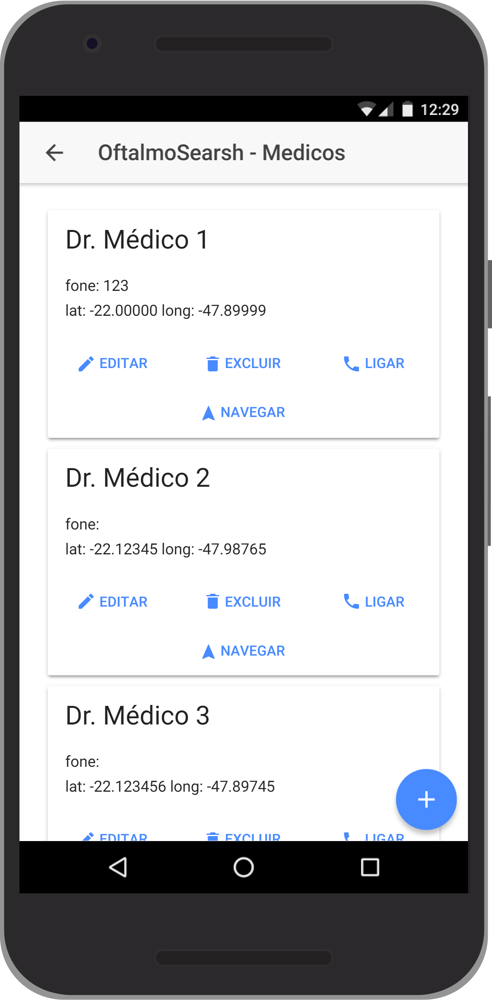 12:29
OftalmoSearsh - Medicos
Dr. Médico 1
fone: 123
lat: -22.00000 long: -47.89999
EDITAR EXCLUIR LIGAR
NAVEGAR
Dr. Médico 2
fone:
lat: -22.12345 long: -47.98765
EDITAR EXCLUIR LIGAR
NAVEGAR
Dr. Médico 3
fone:
lat: -22.123456 long: -47.89745
EDITAR EXCLUIR LIGAR